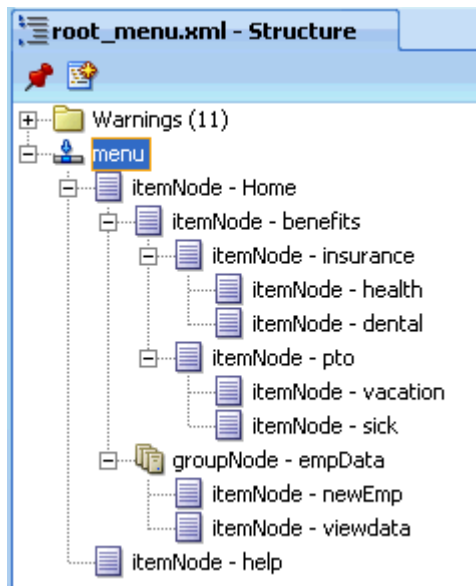 root_menu.xml - Structure
Warnings (11)
menu
itemNode - Home
itemNode - benefits
itemNode - insurance
itemNode - health
itemNode - dental
itemNode - pto
itemNode - vacation
itemNode - sick
groupNode - empData
itemNode - newEmp
itemNode - viewdata
itemNode - help